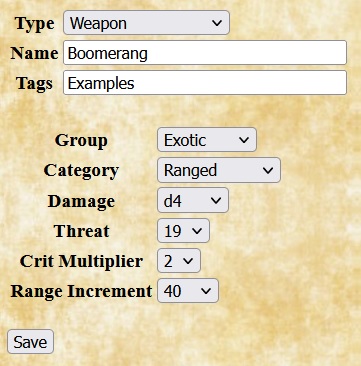 Type Weapon
Name Boomerang
Tags Examples
Group Exotic
Category Ranged
Damage d4
Threat 19
Crit Multiplier 2
Range Increment 40
Save